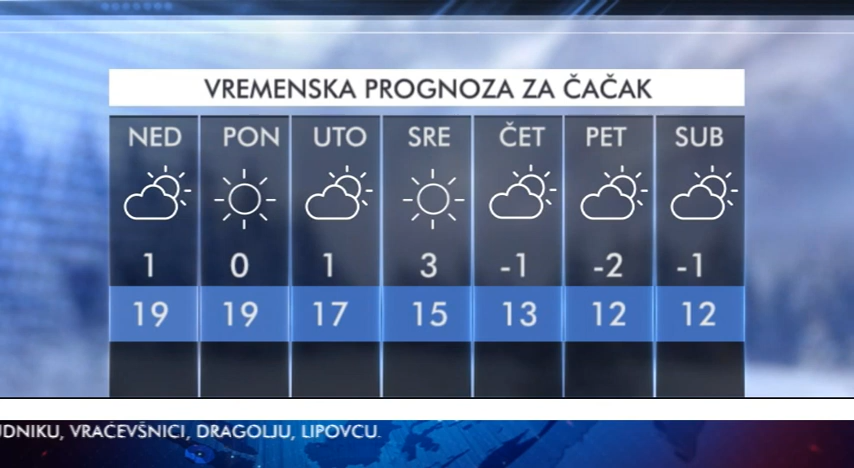 VREMENSKA PROGNOZA ZA ČAČAK
NED PON UTO SRE ČET PET SUB
1 0 1 3 -1 -2 -1
19 19 17 15 13 12 12
VRAČEVŠNICI, DRAGOLJU, LIPOVCU.